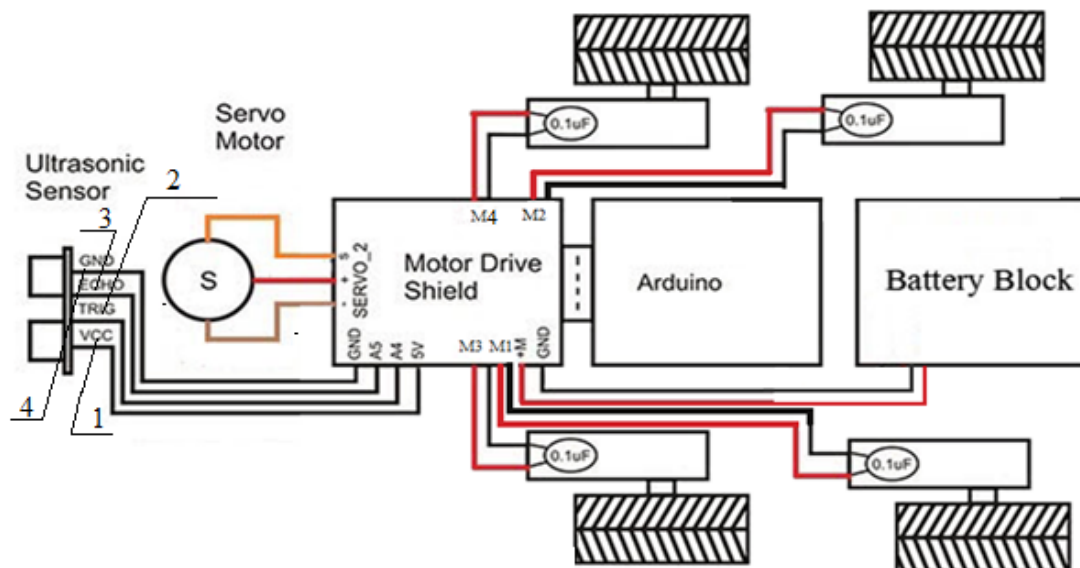 0.1uF
0.1uF
Servo
Motor
Ultrasonic
Sensor
2
3
M4
M2
GND
ECHO
TRIG
VCC
S
S
+
-
SERVO_2
Motor Drive
Shield
Arduino
Battery Block
GND
A5
A4
5V
M3
M1
+M
GND
4
1
0.1uF
0.1uF